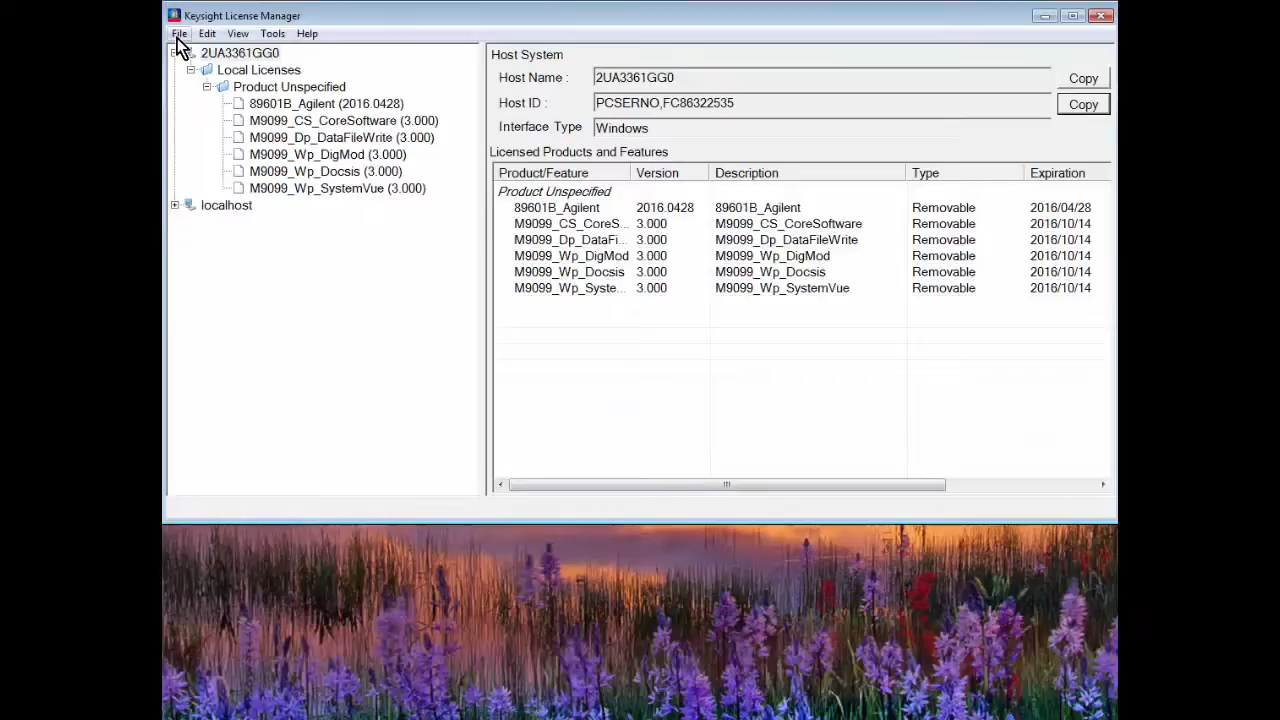 Keysight License Manager
File Edit View Tools Help
2UA3361GG0
Local Licenses
Product Unspecified
89601B_Agilent (2016.0428)
M9099_CS_CoreSoftware (3.000)
M9099_Dp_DataFileWrite (3.000)
M9099_Wp_DigMod (3.000)
M9099_Wp_Docsis (3.000)
M9099_Wp_SystemVue (3.000)
localhost
Host System
Host Name : 2UA3361GG0 Copy
Host ID : PCSERNO,FC86322535 Copy
Interface Type Windows
Licensed Products and Features
Product/Feature Version Description Type Expiration
Product Unspecified
89601B_Agilent 2016.0428 89601B_Agilent Removable 2016/04/28
M9099_CS_CoreS... 3.000 M9099_CS_CoreSoftware Removable 2016/10/14
M9099_Dp_DataFi... 3.000 M9099_Dp_DataFileWrite Removable 2016/10/14
M9099_Wp_DigMod 3.000 M9099_Wp_DigMod Removable 2016/10/14
M9099_Wp_Docsis 3.000 M9099_Wp_Docsis Removable 2016/10/14
M9099_Wp_Syste... 3.000 M9099_Wp_SystemVue Removable 2016/10/14